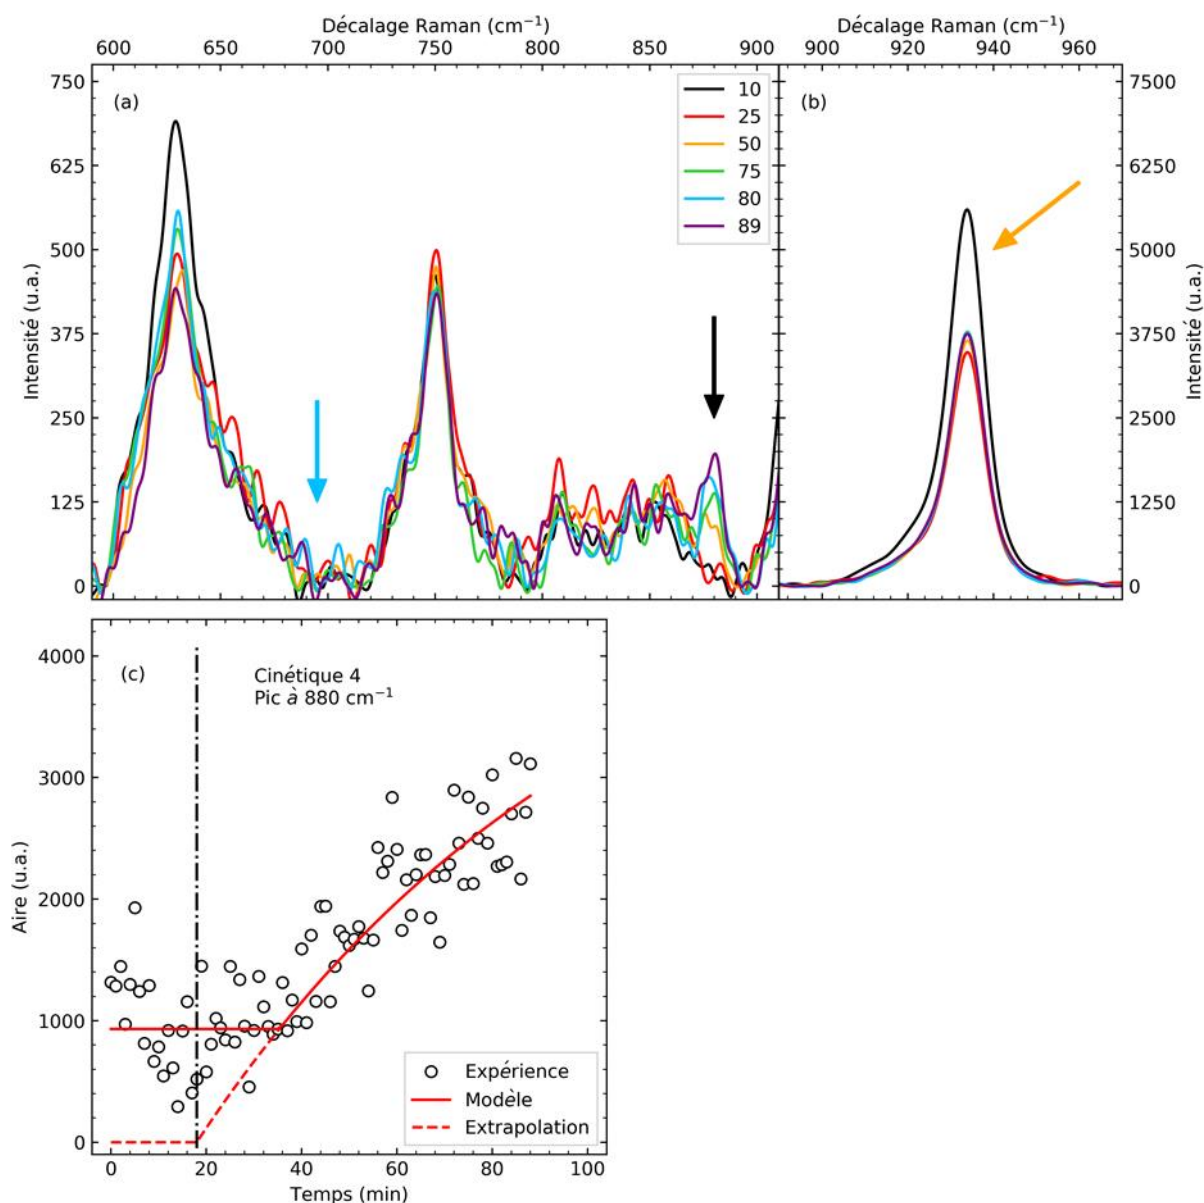 Décalage Raman (cm⁻¹)
Décalage Raman (cm⁻¹)
600 650 700 750 800 850 900
900 920 940 960
750
625
500
375
250
125
0
Intensité (u.a.)
(a)
10
25
50
75
80
89
(b)
7500
6250
5000
3750
2500
1250
0
Intensité (u.a.)
4000
3000
2000
1000
0
Aire (u.a.)
(c)
Cinétique 4
Pic à 880 cm⁻¹
Expérience
Modèle
Extrapolation
0 20 40 60 80 100
Temps (min)